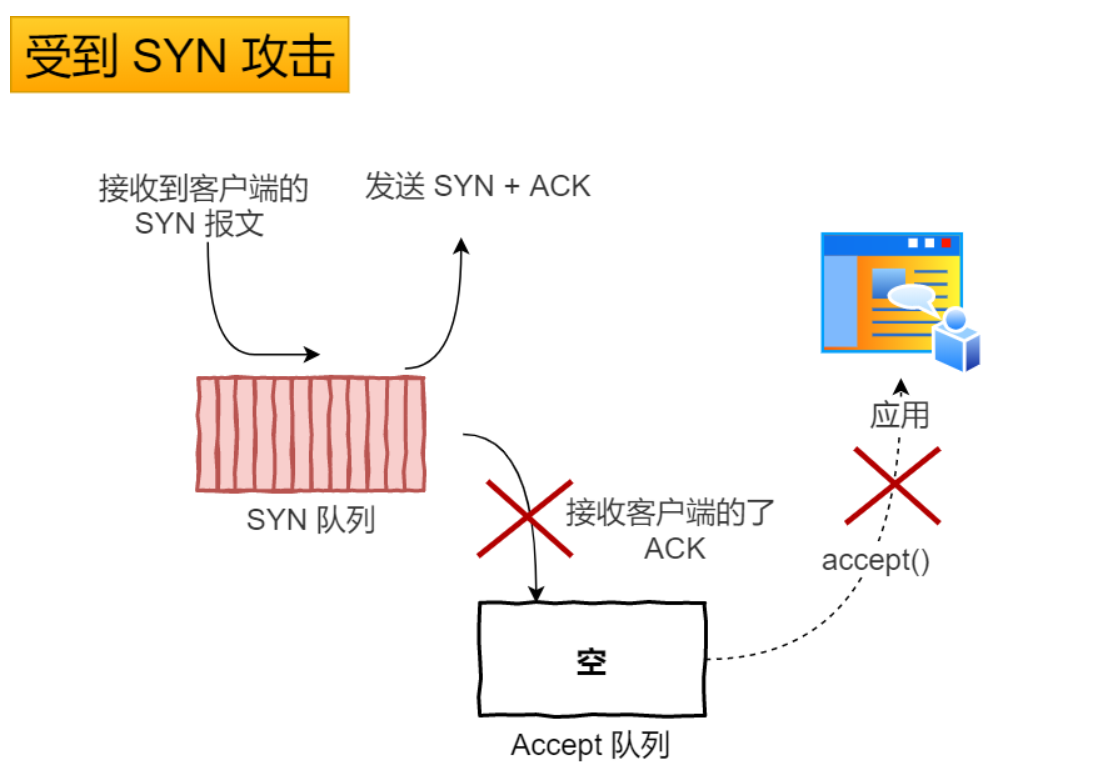 受到 SYN 攻击
接收到客户端的
SYN 报文
发送 SYN + ACK
应用
SYN 队列
接收客户端的了
ACK
accept()
空
Accept 队列